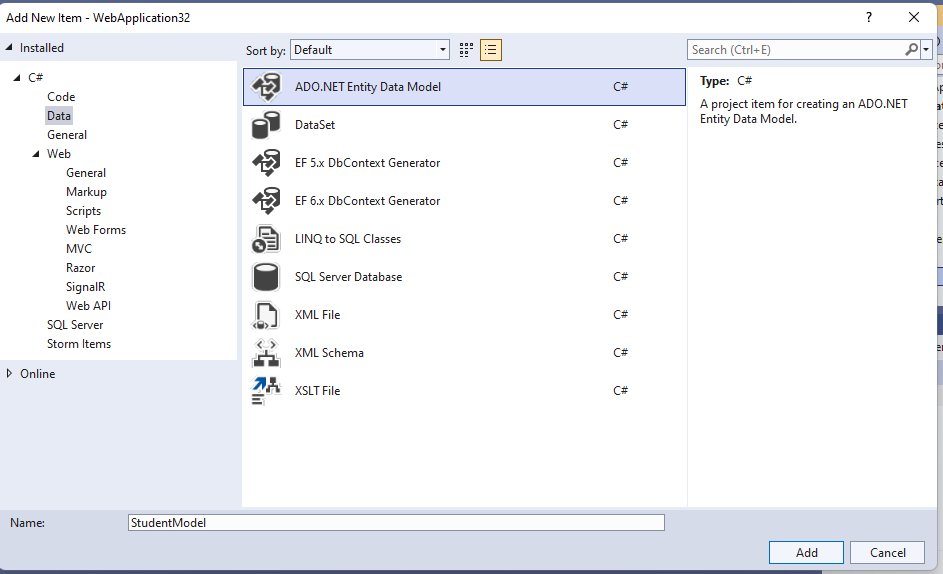 Add New Item - WebApplication32
?
Installed
Sort by: Default
Search (Ctrl+E)
C#
Code
Data
General
Web
General
Markup
Scripts
Web Forms
MVC
Razor
SignalR
Web API
SQL Server
Storm Items
Online
ADO.NET Entity Data Model C#
DataSet C#
EF 5.x DbContext Generator C#
EF 6.x DbContext Generator C#
LINQ to SQL Classes C#
SQL Server Database C#
XML File C#
XML Schema C#
XSLT File C#
Type: C#
A project item for creating an ADO.NET
Entity Data Model.
Name: StudentModel
Add Cancel